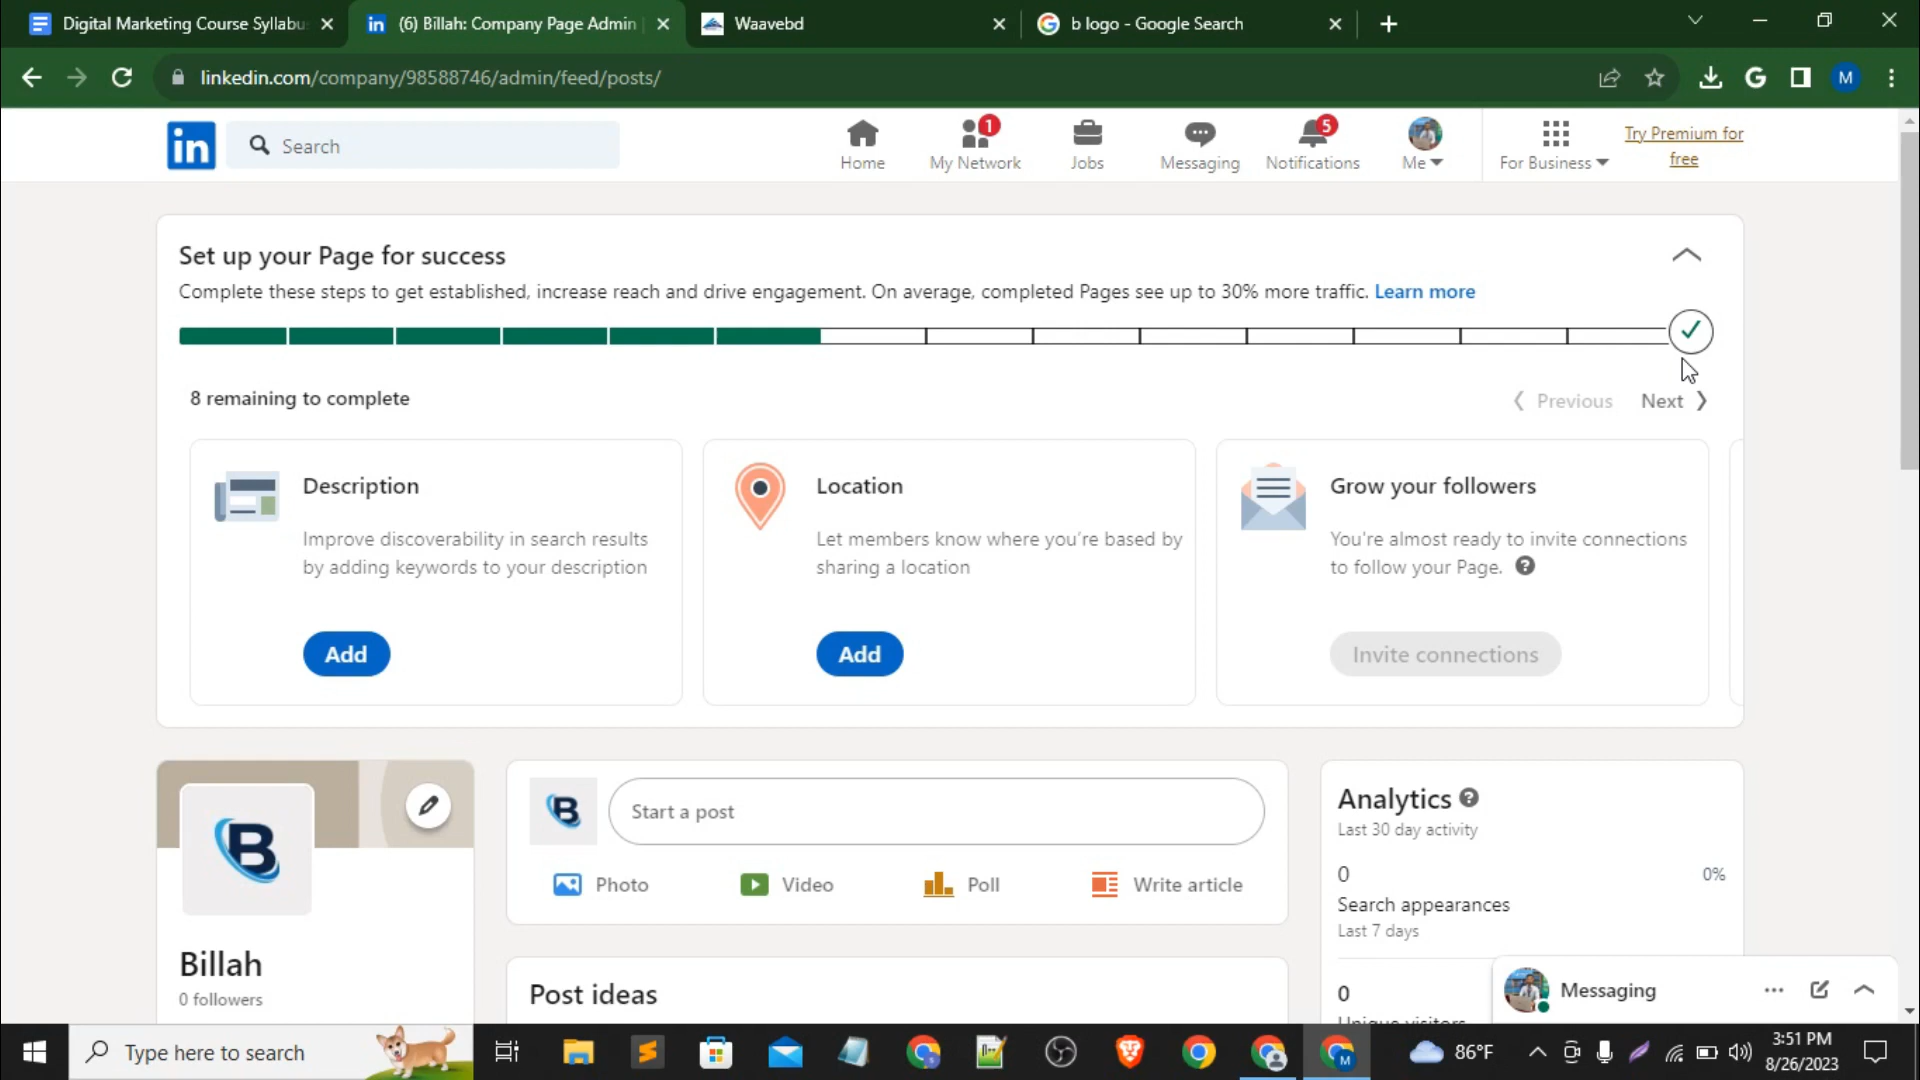 Digital Marketing Course Syllabu
(6) Billah: Company Page Admin
Waavebd
b logo - Google Search
linkedin.com/company/98588746/admin/feed/posts/
M
in
Search
Home
1
My Network
Jobs
Messaging
5
Notifications
Me
For Business
Try Premium for
free
Set up your Page for success
Complete these steps to get established, increase reach and drive engagement. On average, completed Pages see up to 30% more traffic. Learn more
8 remaining to complete
Previous
Next
Description
Improve discoverability in search results
by adding keywords to your description
Add
Location
Let members know where you're based by
sharing a location
Add
Grow your followers
You're almost ready to invite connections
to follow your Page.
Invite connections
B
Billah
0 followers
B
Start a post
Photo
Video
Poll
Write article
Post ideas
Analytics
Last 30 day activity
0
0%
Search appearances
Last 7 days
0
Unique visitors
Messaging
Type here to search
86°F
3:51 PM
8/26/2023